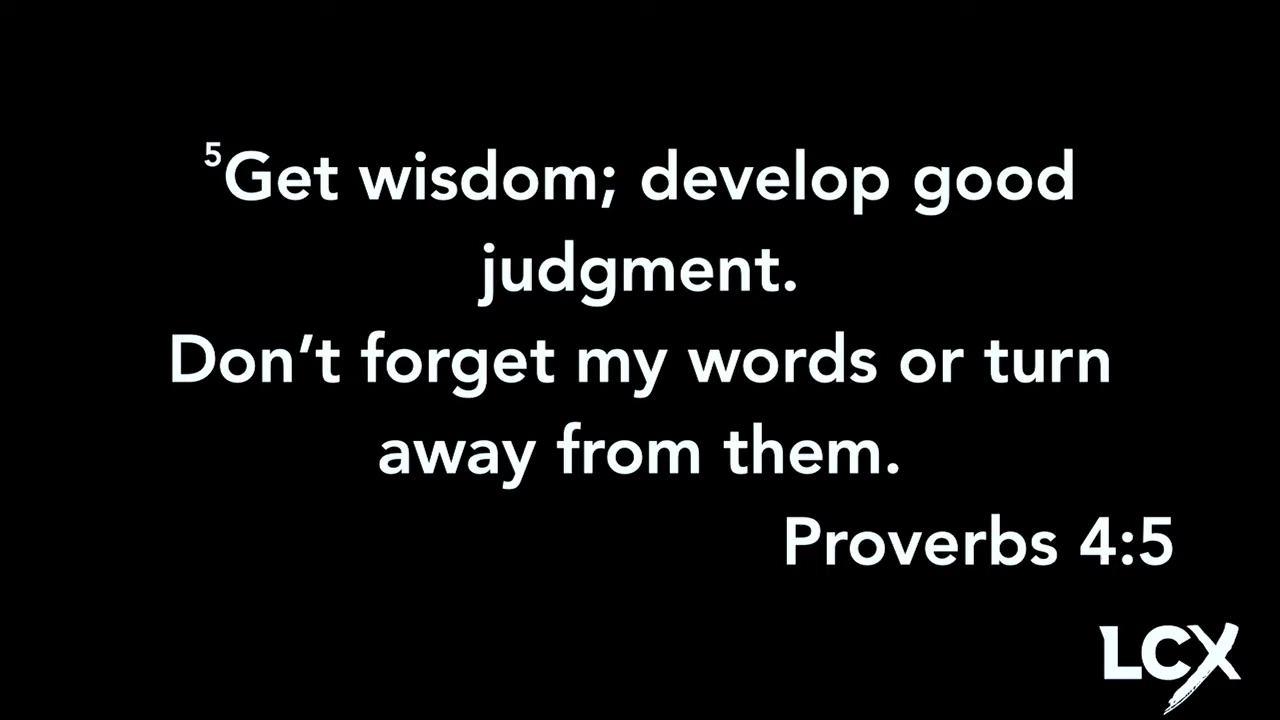 ⁵Get wisdom; develop good
judgment.
Don’t forget my words or turn
away from them.
Proverbs 4:5
LCX